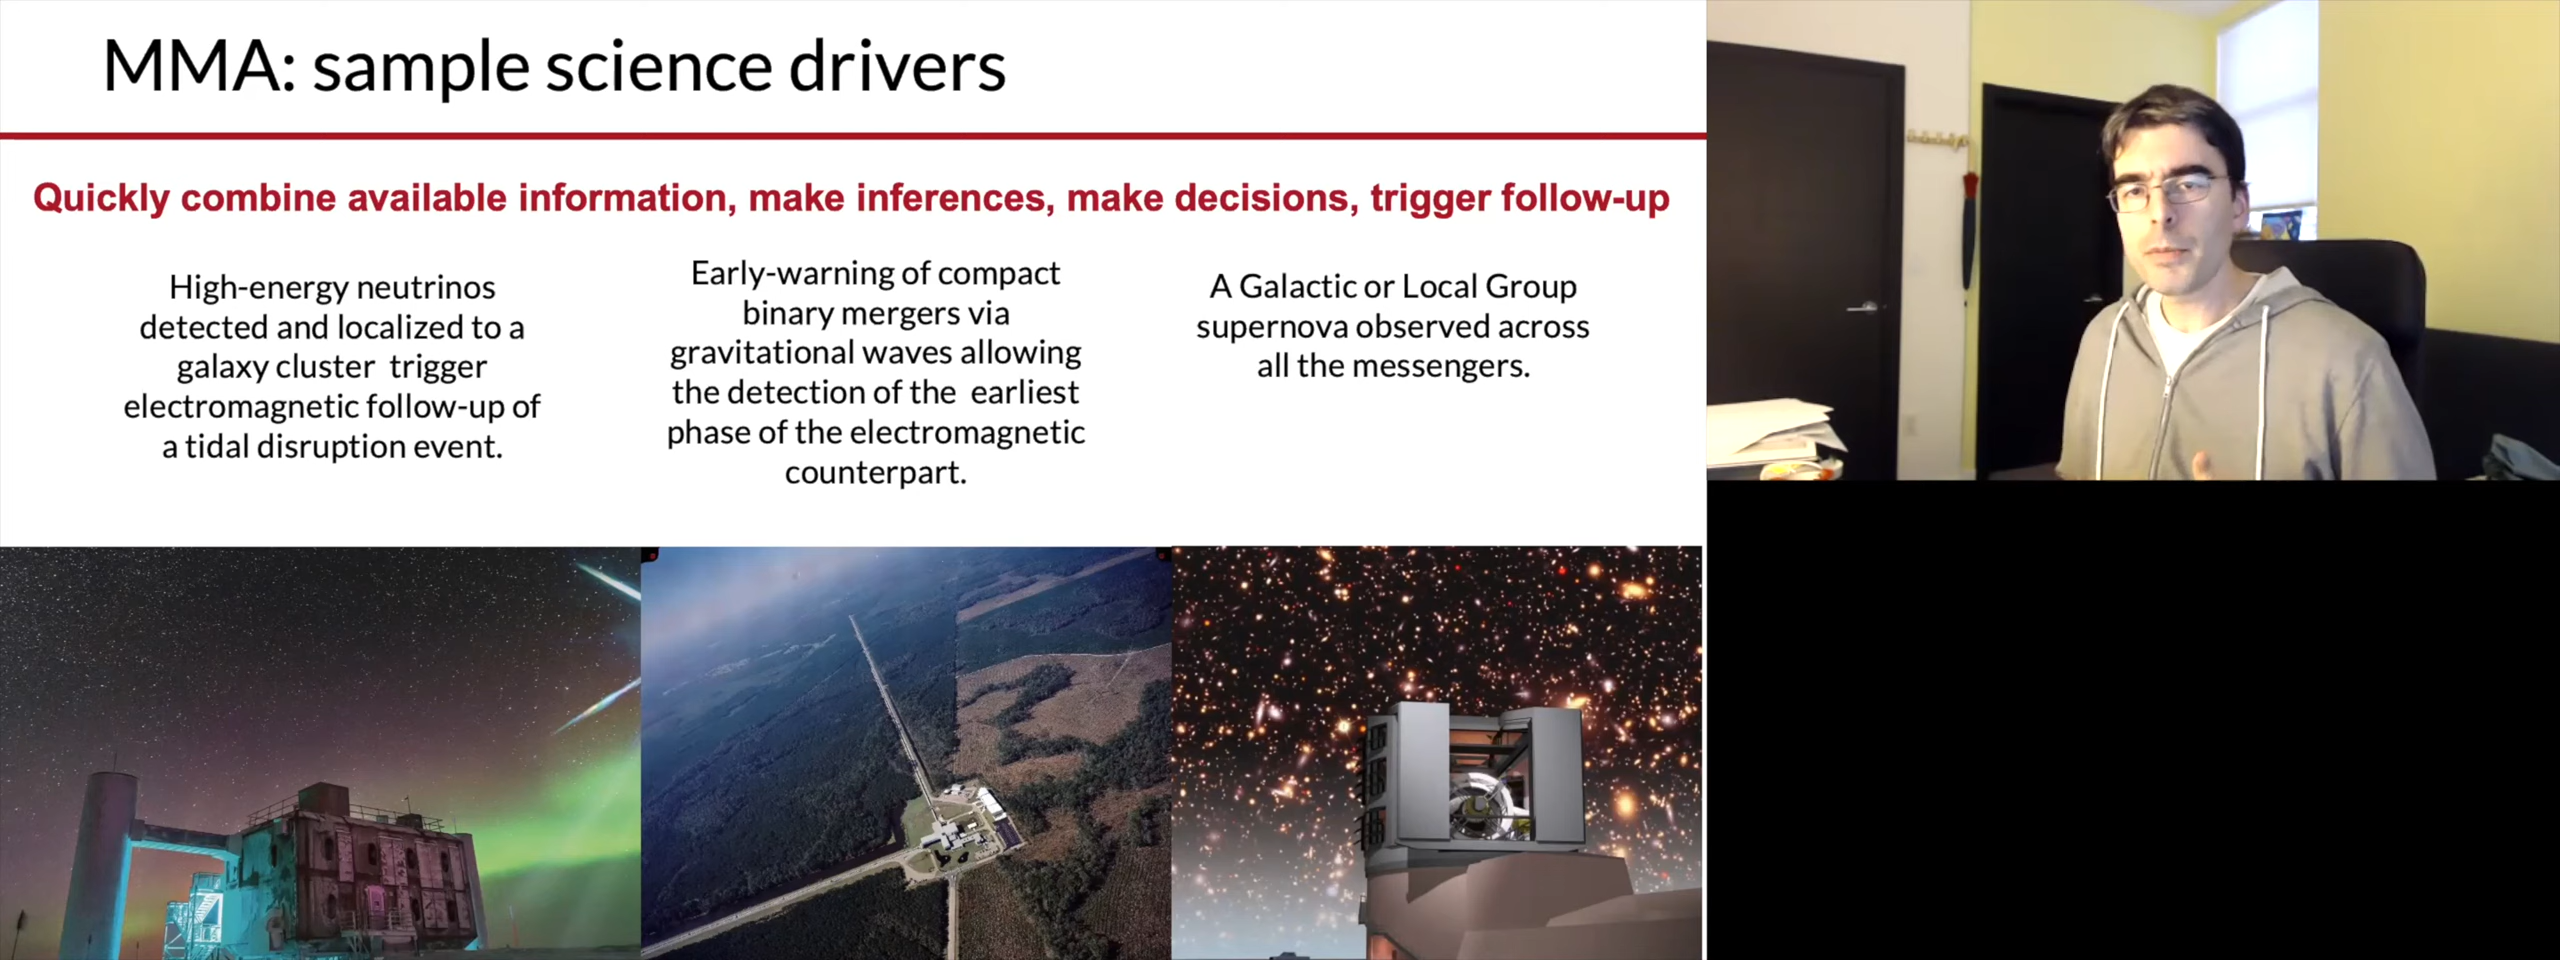 MMA: sample science drivers
Quickly combine available information, make inferences, make decisions, trigger follow-up
High-energy neutrinos
detected and localized to a
galaxy cluster trigger
electromagnetic follow-up of
a tidal disruption event.
Early-warning of compact
binary mergers via
gravitational waves allowing
the detection of the earliest
phase of the electromagnetic
counterpart.
A Galactic or Local Group
supernova observed across
all the messengers.